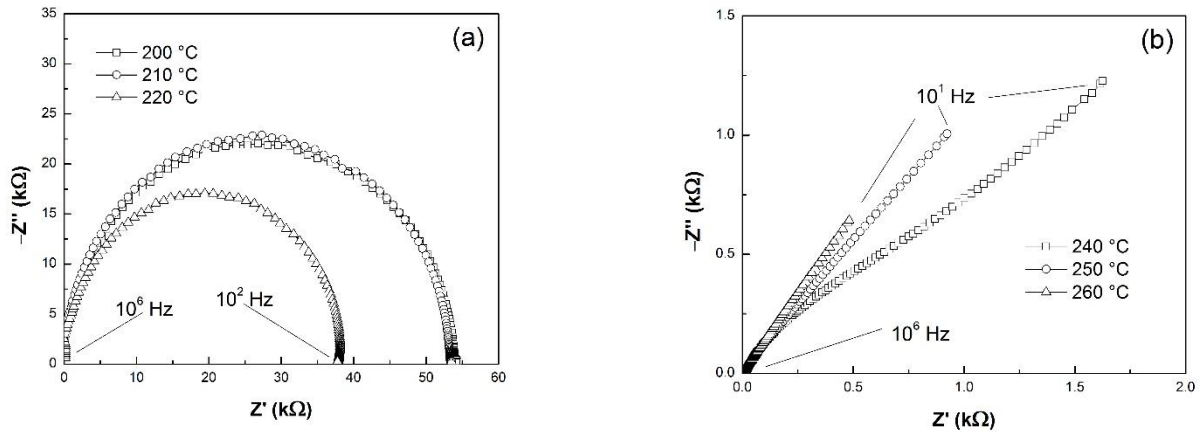 (a)
200 °C
210 °C
220 °C
35
30
25
20
15
10
5
0
–Z'' (kΩ)
10⁶ Hz
10² Hz
0 10 20 30 40 50 60
Z' (kΩ)
(b)
10¹ Hz
1.5
1.0
0.5
0.0
–Z'' (kΩ)
240 °C
250 °C
260 °C
10⁶ Hz
0.0 0.5 1.0 1.5 2.0
Z' (kΩ)